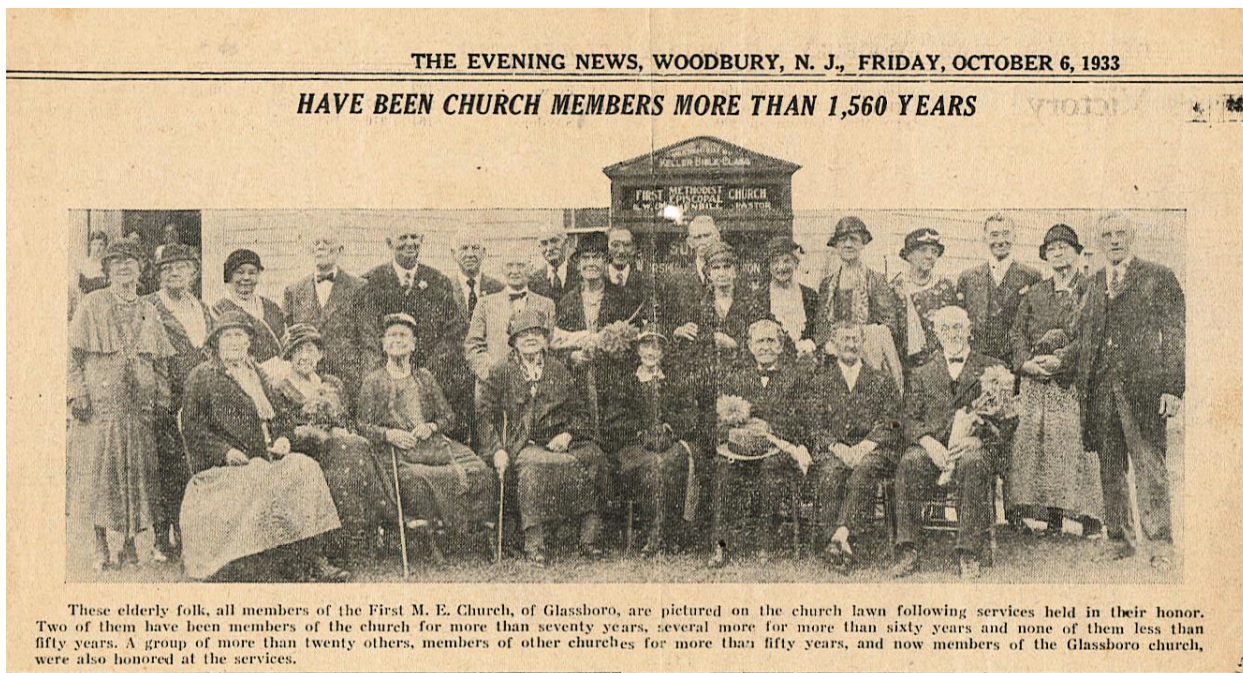 THE EVENING NEWS, WOODBURY, N. J., FRIDAY, OCTOBER 6, 1933
HAVE BEEN CHURCH MEMBERS MORE THAN 1,560 YEARS
KELLER BIBLE CLASS
FIRST METHODIST CHURCH
EPISCOPAL
PASTOR
These elderly folk, all members of the First M. E. Church, of Glassboro, are pictured on the church lawn following services held in their honor.
Two of them have been members of the church for more than seventy years, several more for more than sixty years and none of them less than
fifty years. A group of more than twenty others, members of other churches for more than fifty years, and now members of the Glassboro church,
were also honored at the services.